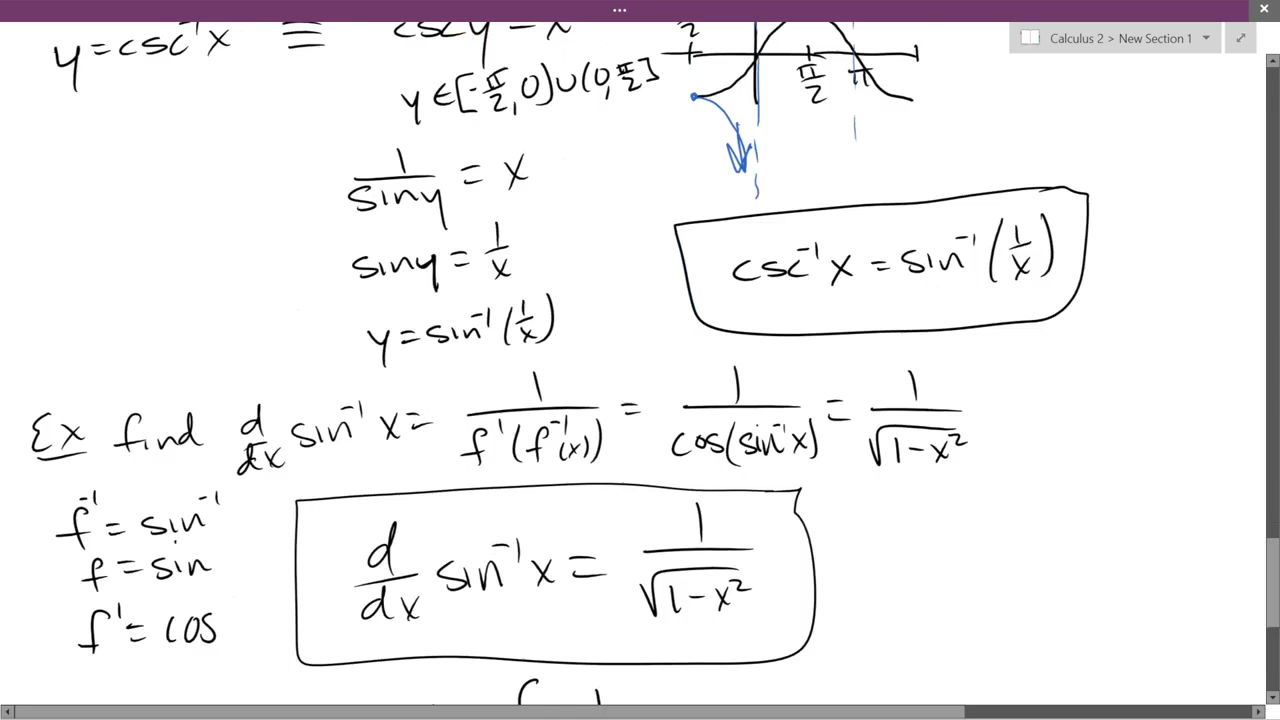 Calculus 2 > New Section 1
y = csc⁻¹x ≡ csc y = x
y ∈ [-π/2, 0) ∪ (0, π/2]
π/2 π
1/sin y = x
sin y = 1/x
csc⁻¹x = sin⁻¹(1/x)
y = sin⁻¹(1/x)
Ex find d/dx sin⁻¹x = 1/f'(f⁻¹(x)) = 1/cos(sin⁻¹x) = 1/√(1-x²)
f⁻¹ = sin⁻¹
f = sin
f' = cos
d/dx sin⁻¹x = 1/√(1-x²)